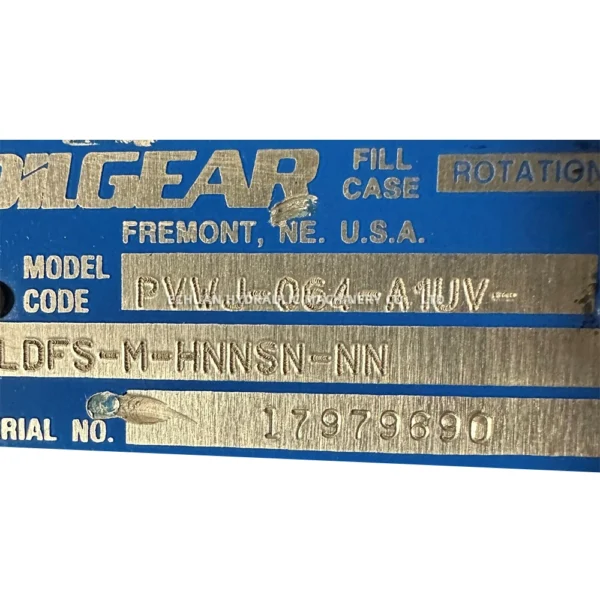 OILGEAR
FILL CASE
ROTATION
FREMONT, NE. U.S.A.
MODEL CODE
PVWJ-064-A1UV-
LDFS-M-HNNSN-NN
RIAL NO.
17979690